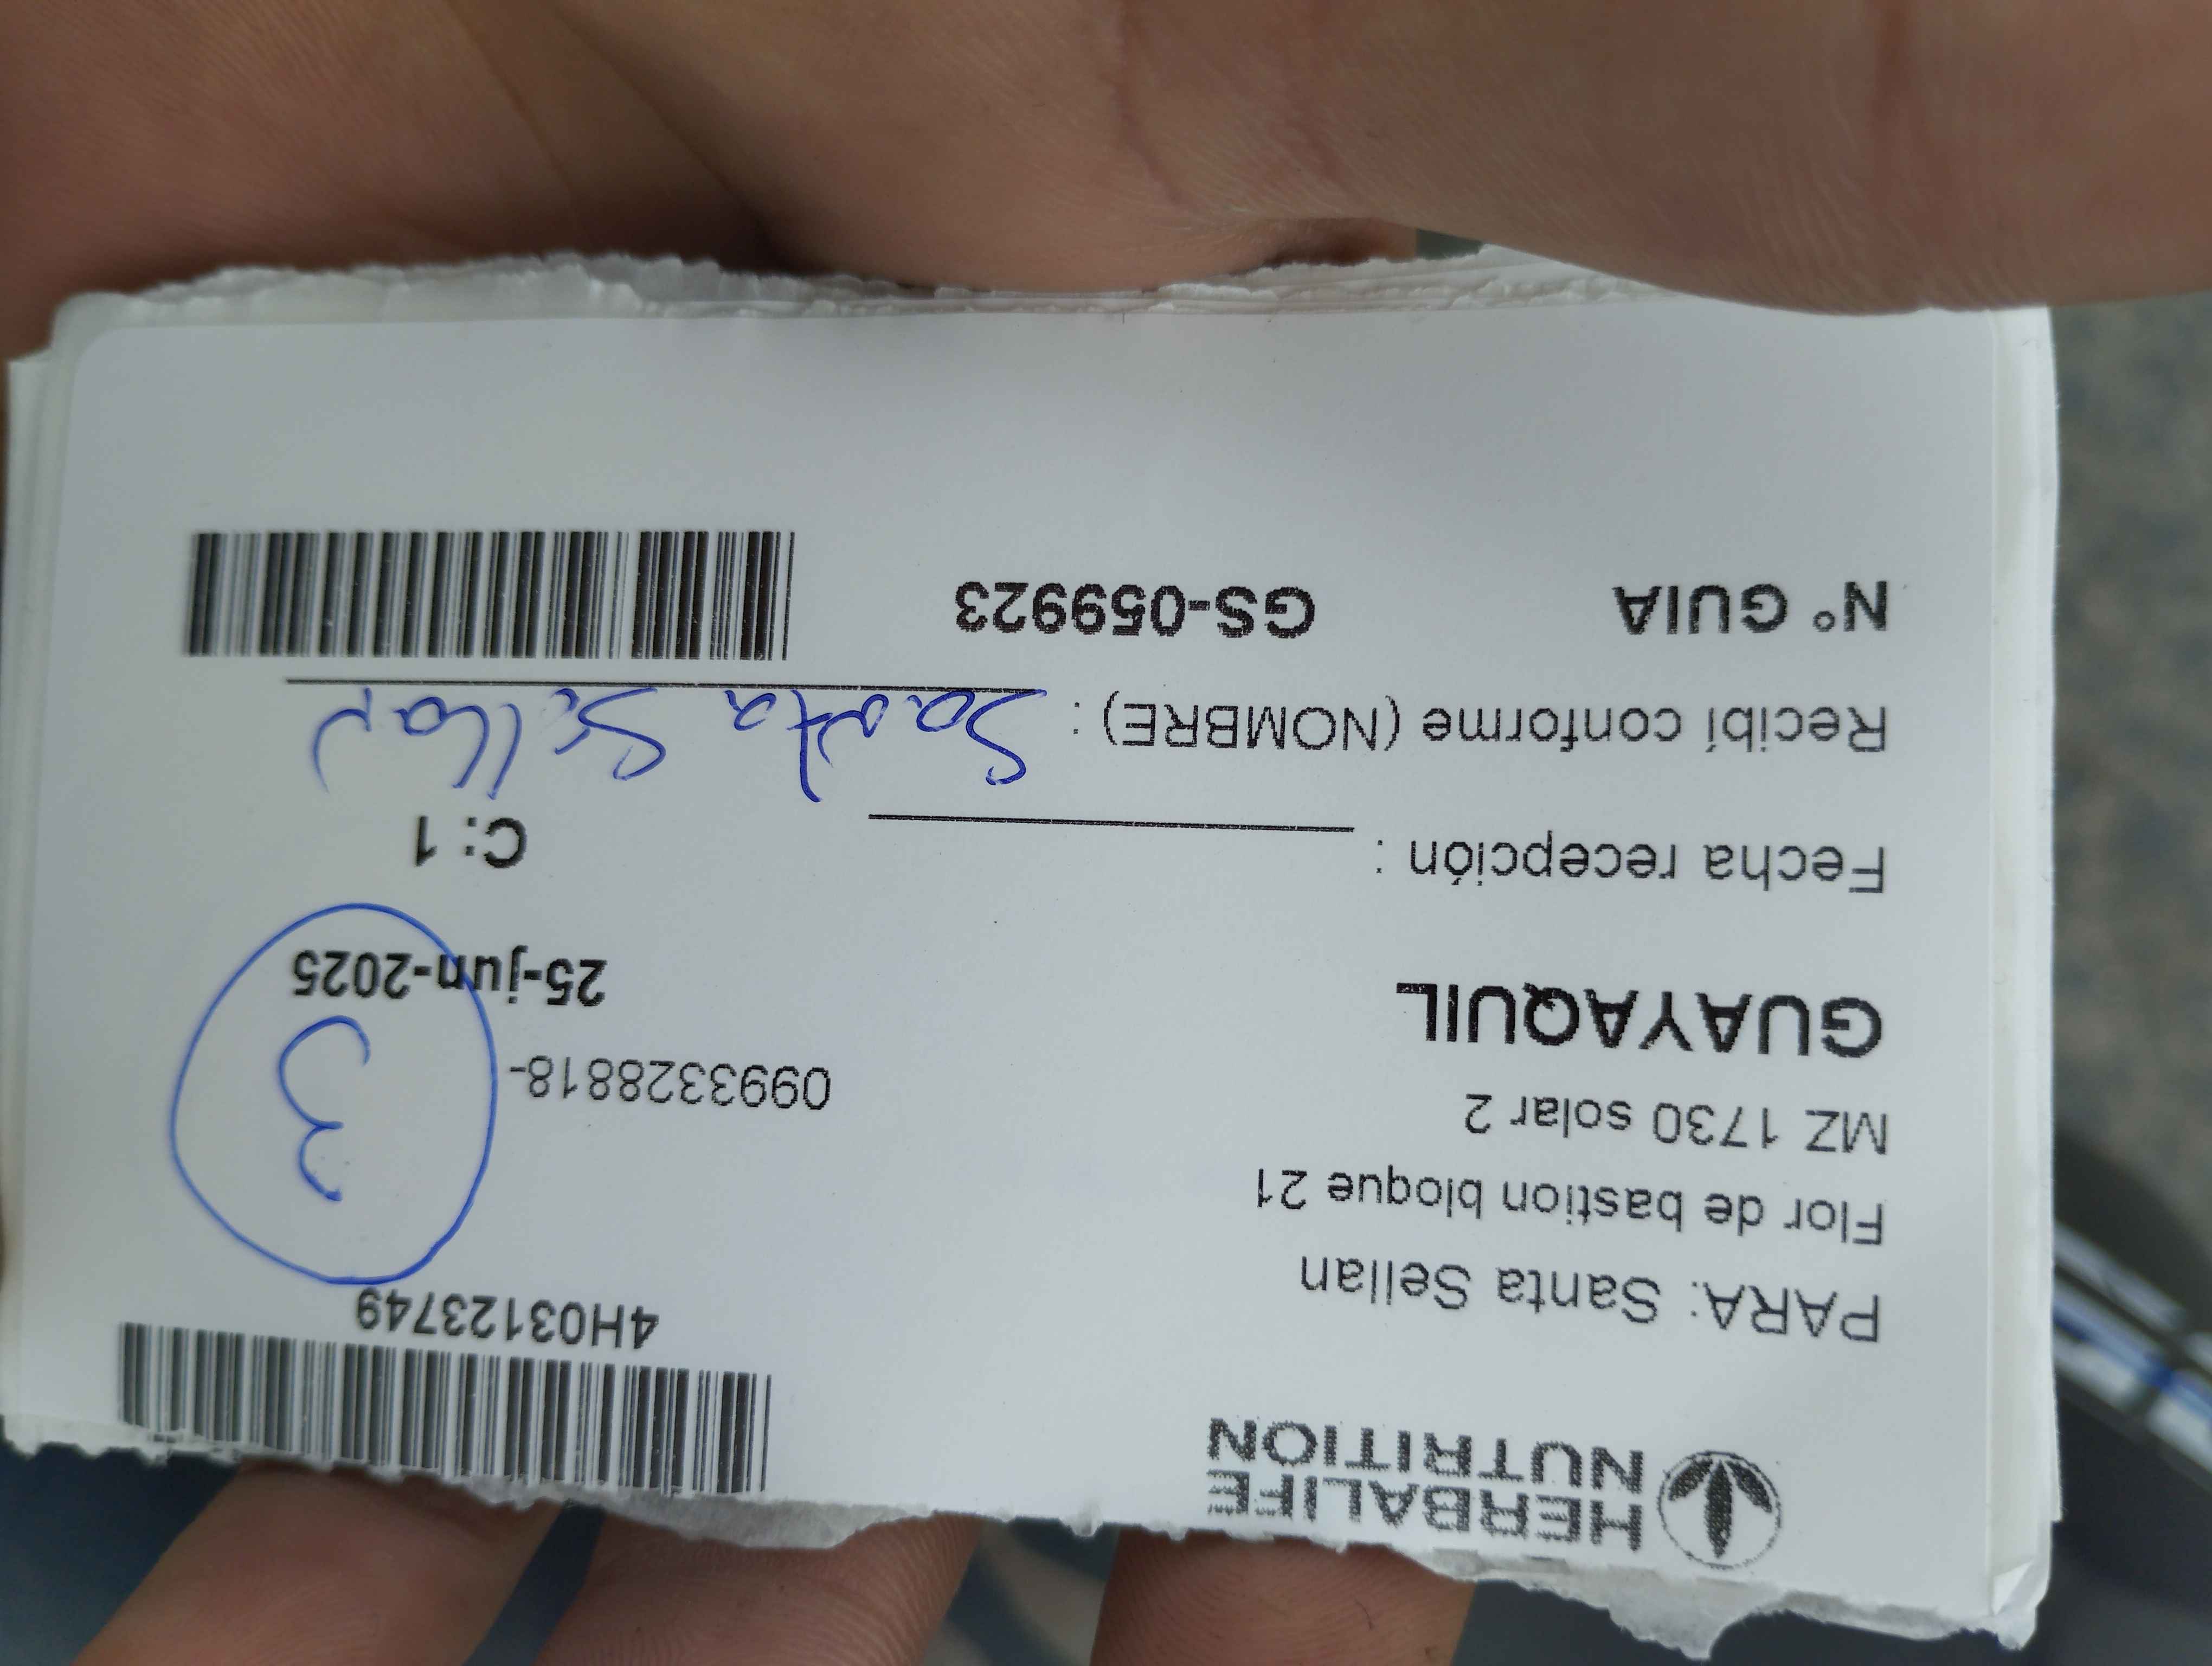 HERBALIFE
NUTRITION
4H03123749
PARA: Santa Sellan
Flor de bastion bloque 21
MZ 1730 solar 2
0993328818-
3
GUAYAQUIL
25-jun-2025
Fecha recepción :
C: 1
Recibí conforme (NOMBRE) : Santa Sellan
N° GUIA GS-059923